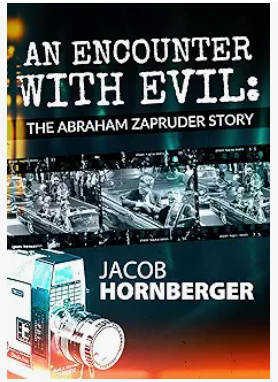 AN ENCOUNTER
WITH EVIL:
THE ABRAHAM ZAPRUDER STORY
JACOB
HORNBERGER